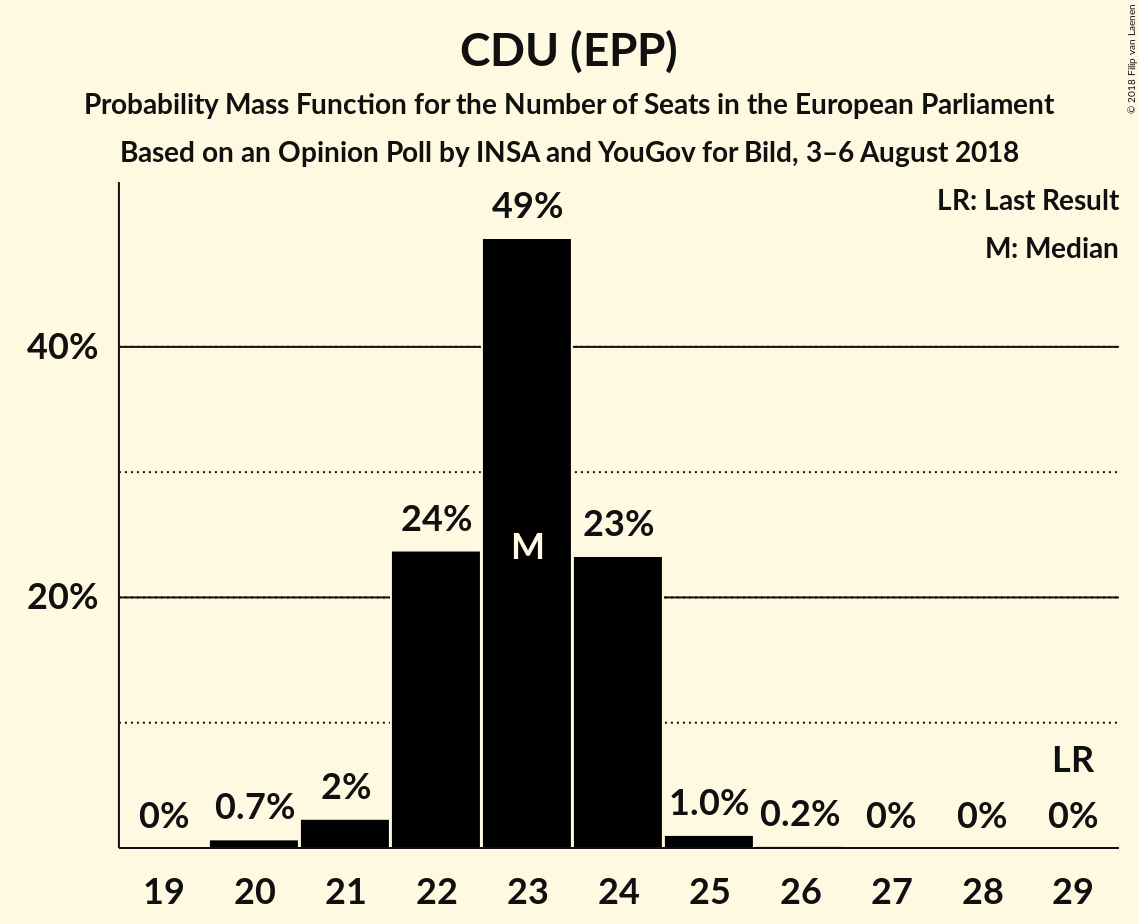 CDU (EPP)
Probability Mass Function for the Number of Seats in the European Parliament
Based on an Opinion Poll by INSA and YouGov for Bild, 3–6 August 2018
© 2018 Filip van Laenen
LR: Last Result
M: Median
49%
40%
24%
M
23%
20%
LR
0%
0.7%
2%
1.0%
0.2%
0%
0%
0%
19 20 21 22 23 24 25 26 27 28 29